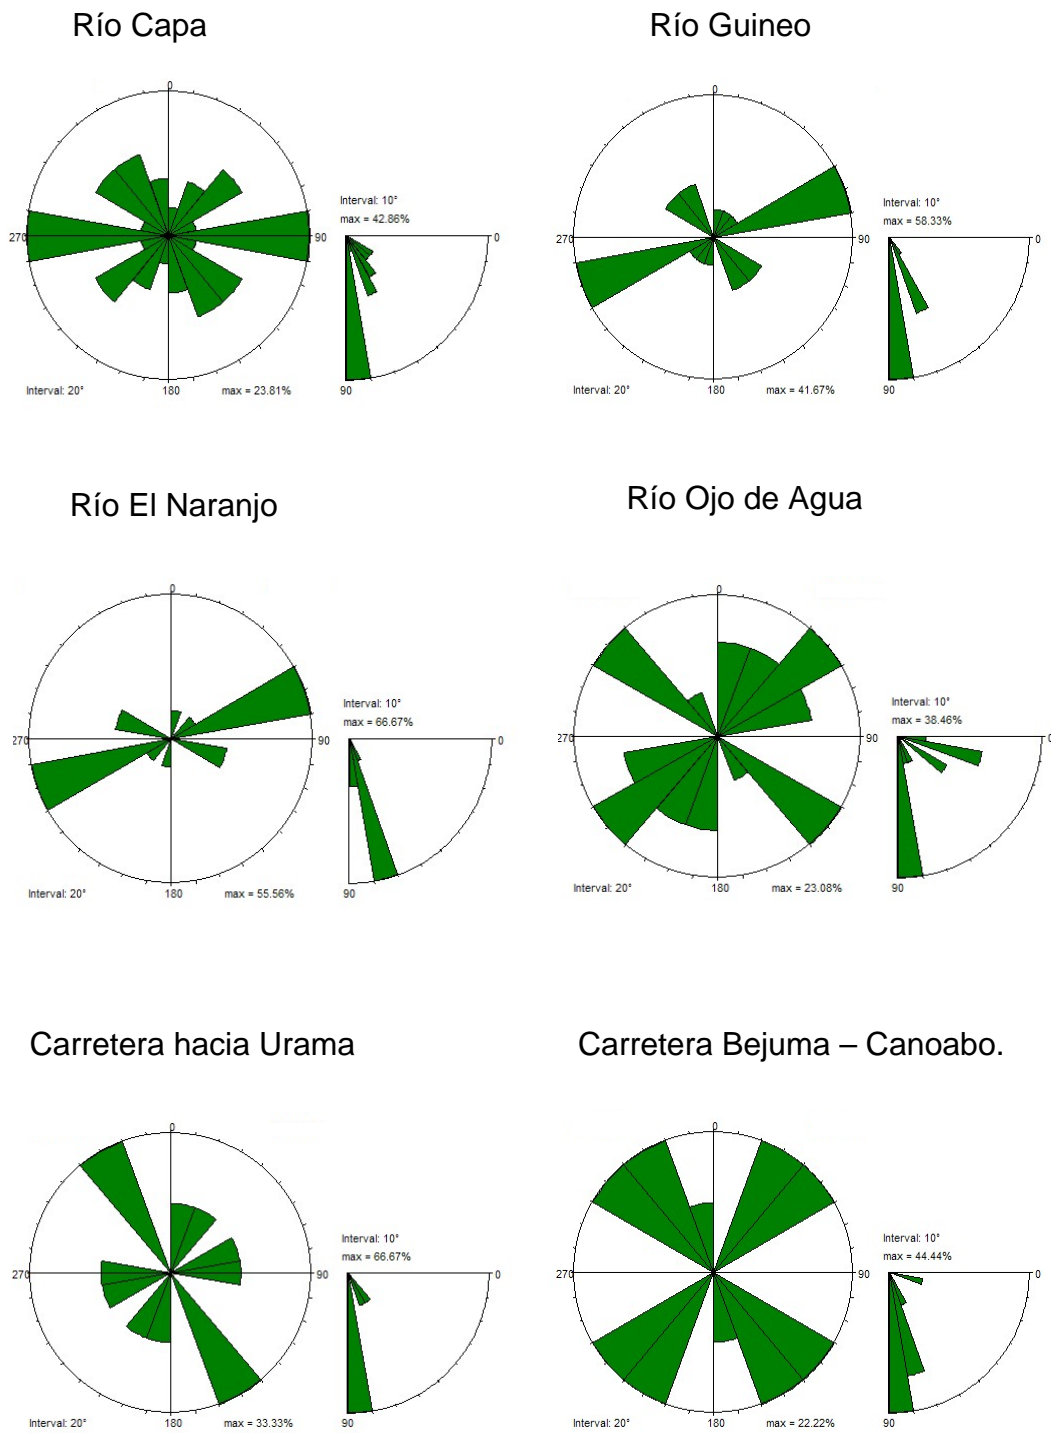 Río Capa
0
270
90
Interval: 20°
180
max = 23.81%
Interval: 10°
max = 42.86%
0
90
Río Guineo
0
270
90
Interval: 20°
180
max = 41.67%
Interval: 10°
max = 58.33%
0
90
Río El Naranjo
0
270
90
Interval: 20°
180
max = 55.56%
Interval: 10°
max = 66.67%
0
90
Río Ojo de Agua
0
270
90
Interval: 20°
180
max = 23.08%
Interval: 10°
max = 38.46%
0
90
Carretera hacia Urama
0
270
90
Interval: 20°
180
max = 33.33%
Interval: 10°
max = 66.67%
0
90
Carretera Bejuma – Canoabo.
0
270
90
Interval: 20°
180
max = 22.22%
Interval: 10°
max = 44.44%
0
90